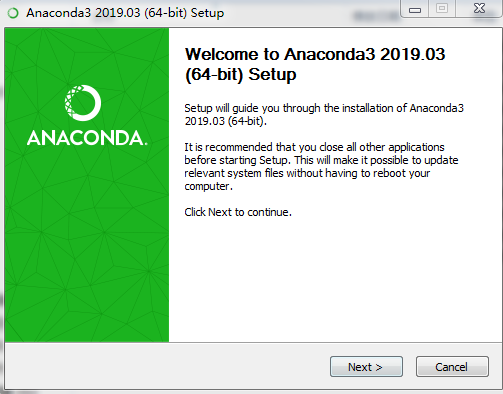 Anaconda3 2019.03 (64-bit) Setup
Welcome to Anaconda3 2019.03
(64-bit) Setup
ANACONDA.
Setup will guide you through the installation of Anaconda3
2019.03 (64-bit).
It is recommended that you close all other applications
before starting Setup. This will make it possible to update
relevant system files without having to reboot your
computer.
Click Next to continue.
Next >
Cancel